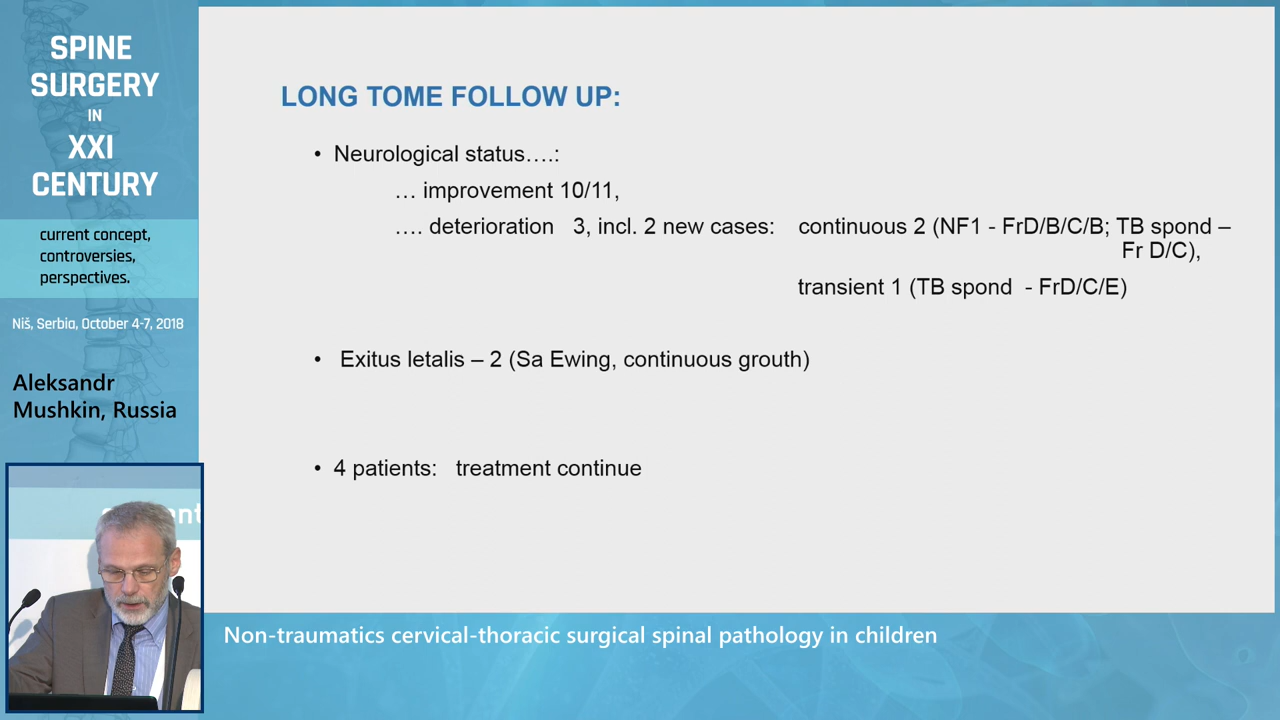 SPINE
SURGERY
IN
XXI
CENTURY
current concept,
controversies,
perspectives.
Niš, Serbia, October 4-7, 2018
Aleksandr
Mushkin, Russia
LONG TOME FOLLOW UP:
• Neurological status….:
… improvement 10/11,
…. deterioration 3, incl. 2 new cases: continuous 2 (NF1 - FrD/B/C/B; TB spond –
Fr D/C),
transient 1 (TB spond - FrD/C/E)
• Exitus letalis – 2 (Sa Ewing, continuous grouth)
• 4 patients: treatment continue
Non-traumatics cervical-thoracic surgical spinal pathology in children